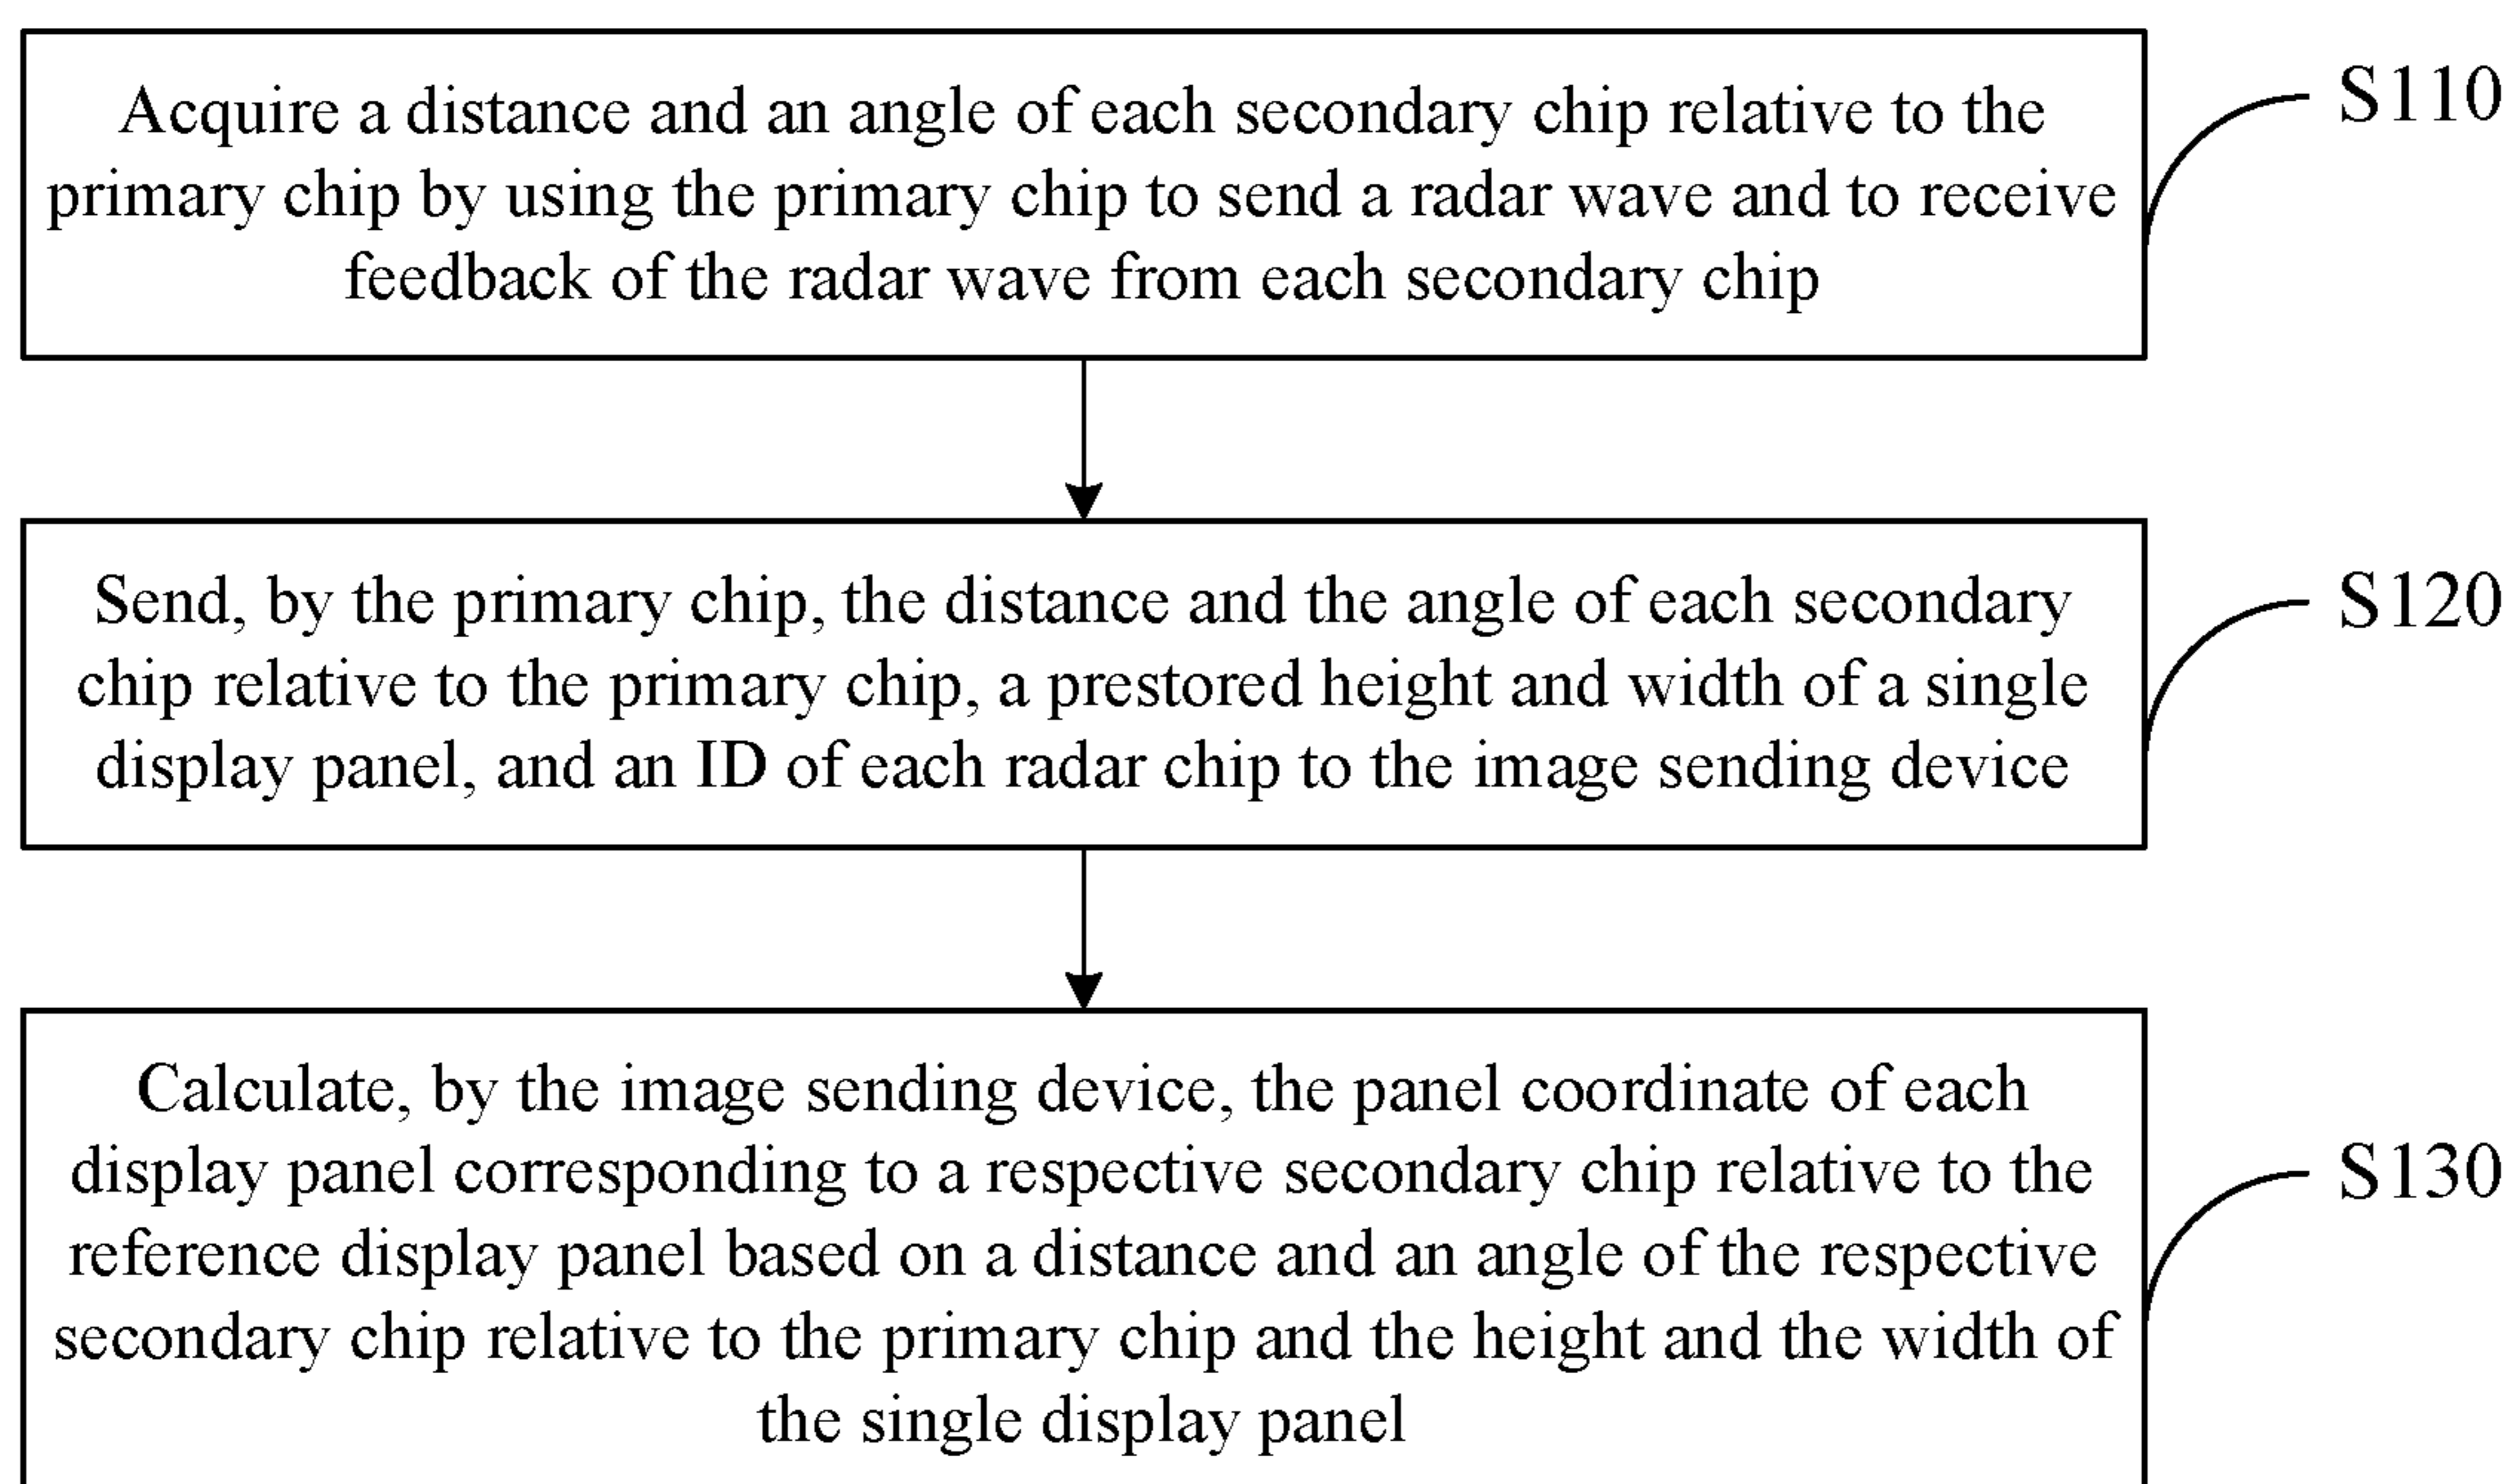 Acquire a distance and an angle of each secondary chip relative to the
primary chip by using the primary chip to send a radar wave and to receive
feedback of the radar wave from each secondary chip
S110
Send, by the primary chip, the distance and the angle of each secondary
chip relative to the primary chip, a prestored height and width of a single
display panel, and an ID of each radar chip to the image sending device
S120
Calculate, by the image sending device, the panel coordinate of each
display panel corresponding to a respective secondary chip relative to the
reference display panel based on a distance and an angle of the respective
secondary chip relative to the primary chip and the height and the width of
the single display panel
S130